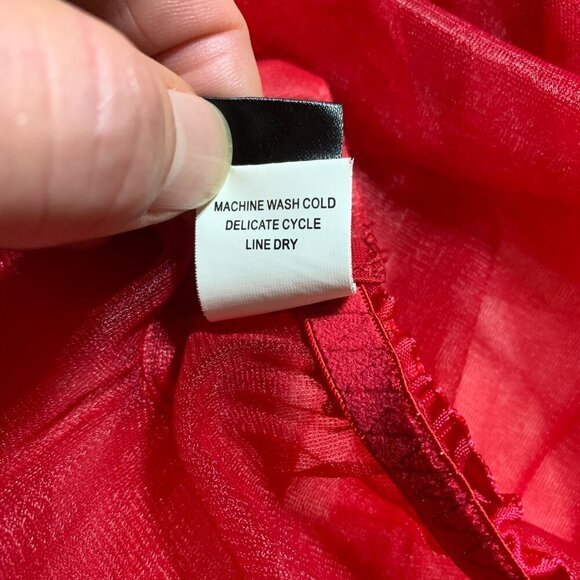 MACHINE WASH COLD
DELICATE CYCLE
LINE DRY